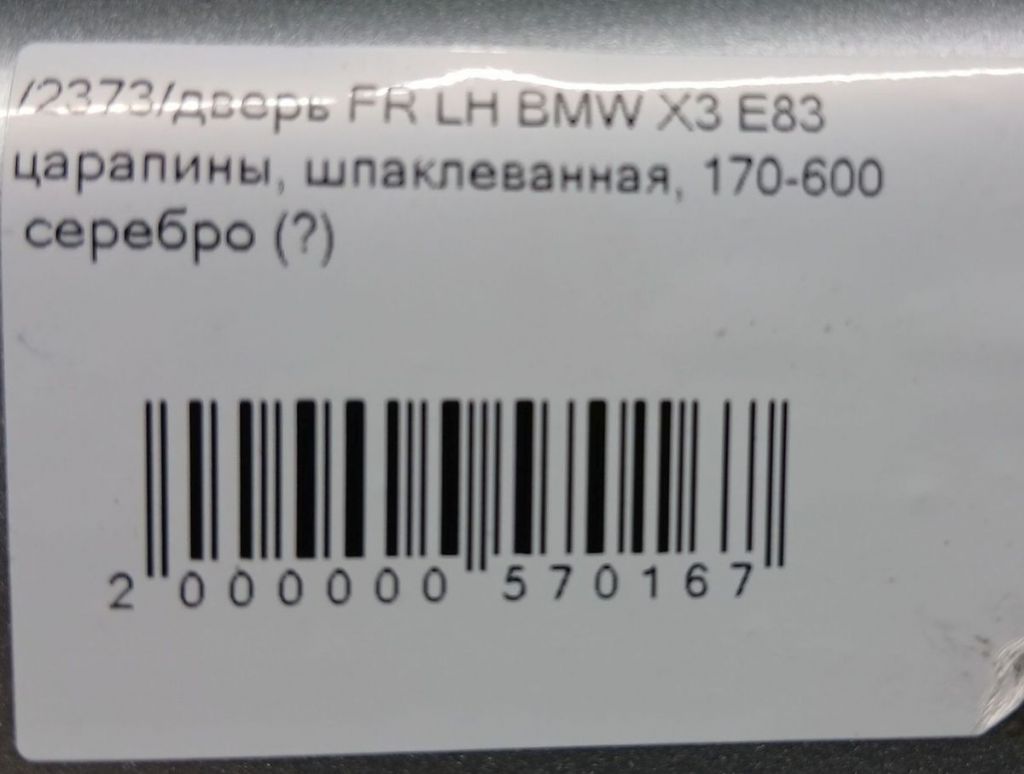 /2373/дверь FR LH BMW X3 E83
царапины, шпаклеванная, 170-600
серебро (?)
2 000000 570167